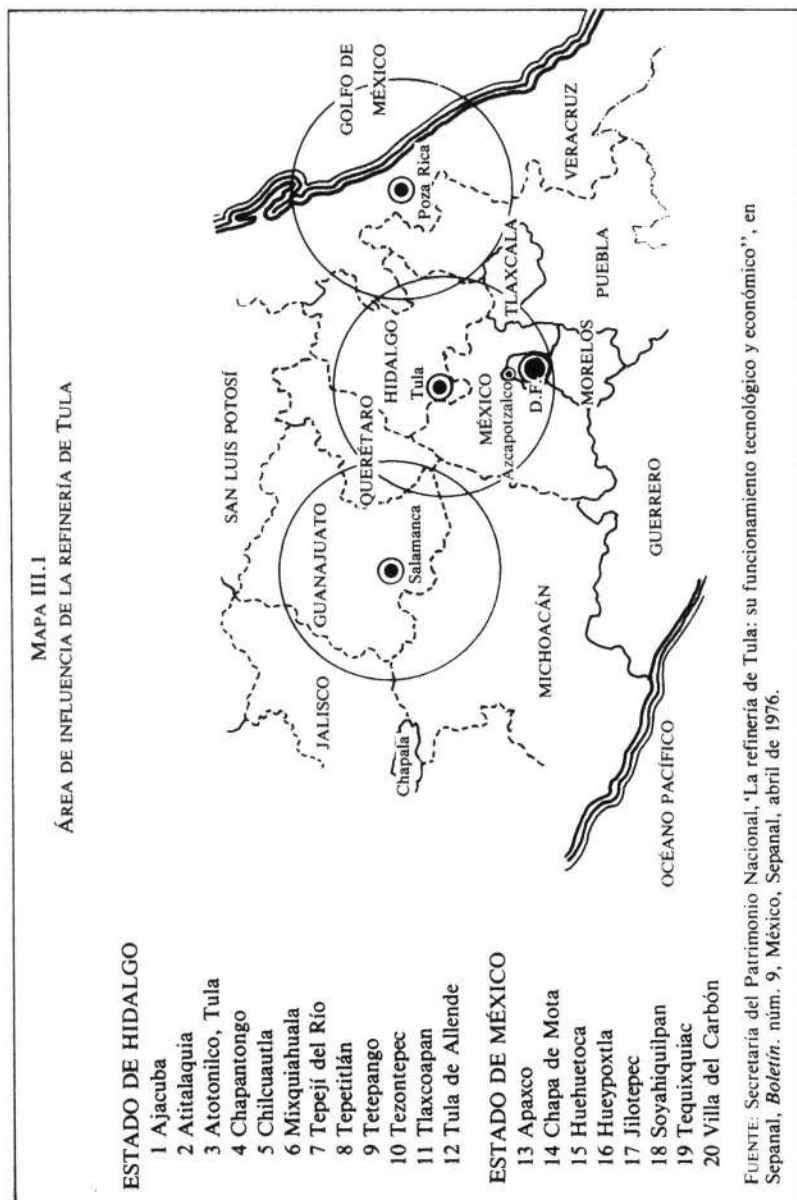 MAPA III.1
ÁREA DE INFLUENCIA DE LA REFINERÍA DE TULA
ESTADO DE HIDALGO
1 Ajacuba
2 Atitalaquia
3 Atotonilco, Tula
4 Chapantongo
5 Chilcuautla
6 Mixquiahuala
7 Tepejí del Río
8 Tepetitlán
9 Tetepango
10 Tezontepec
11 Tlaxcoapan
12 Tula de Allende
ESTADO DE MÉXICO
13 Apaxco
14 Chapa de Mota
15 Huehuetoca
16 Hueypoxtla
17 Jilotepec
18 Soyahiquilpan
19 Tequixquiac
20 Villa del Carbón
SAN LUIS POTOSÍ
GOLFO DE
MÉXICO
JALISCO
GUANAJUATO
QUERÉTARO
HIDALGO
Tula
Poza Rica
Salamanca
Chapala
MÉXICO
Azcapotzalco
D.F.
TLAXCALA
VERACRUZ
PUEBLA
MORELOS
MICHOACÁN
GUERRERO
OCÉANO PACÍFICO
FUENTE: Secretaría del Patrimonio Nacional, 'La refinería de Tula: su funcionamiento tecnológico y económico'', en
Sepanal, Boletín. núm. 9, México, Sepanal, abril de 1976.